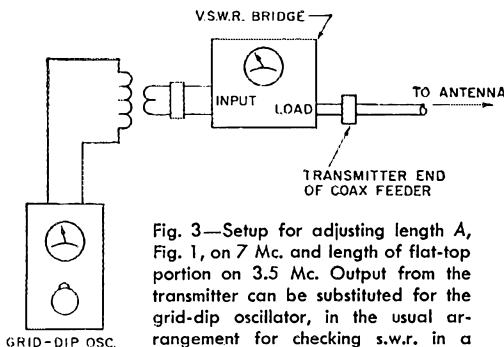 V.S.W.R. BRIDGE
INPUT
LOAD
TO ANTENNA
TRANSMITTER END
OF COAX FEEDER
GRID-DIP OSC.
Fig. 3—Setup for adjusting length A,
Fig. 1, on 7 Mc. and length of flat-top
portion on 3.5 Mc. Output from the
transmitter can be substituted for the
grid-dip oscillator, in the usual ar-
rangement for checking s.w.r. in a